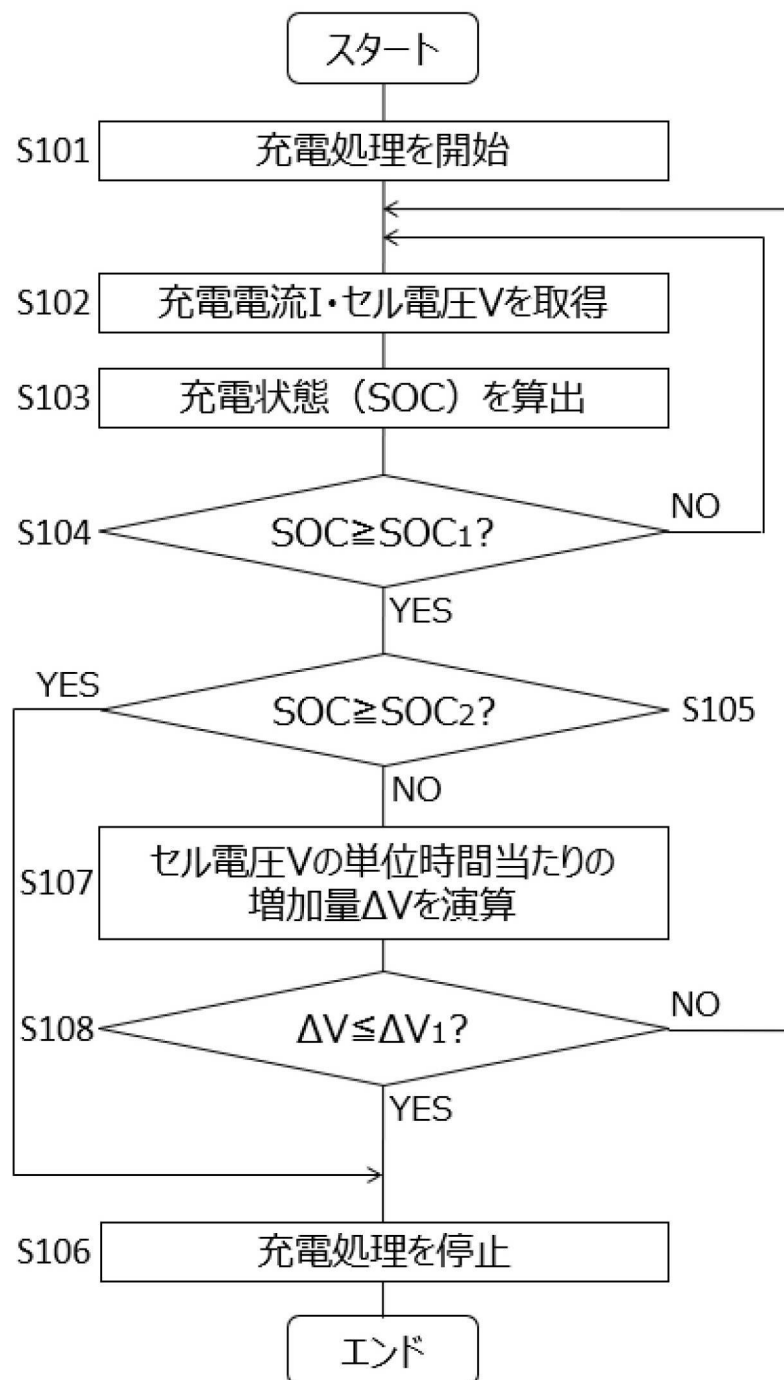 スタート
S101
充電処理を開始
S102
充電電流I・セル電圧Vを取得
S103
充電状態（SOC）を算出
S104
SOC≧SOC₁?
NO
YES
YES
SOC≧SOC₂?
S105
NO
S107
セル電圧Vの単位時間当たりの
増加量ΔVを演算
S108
ΔV≦ΔV₁?
NO
YES
S106
充電処理を停止
エンド